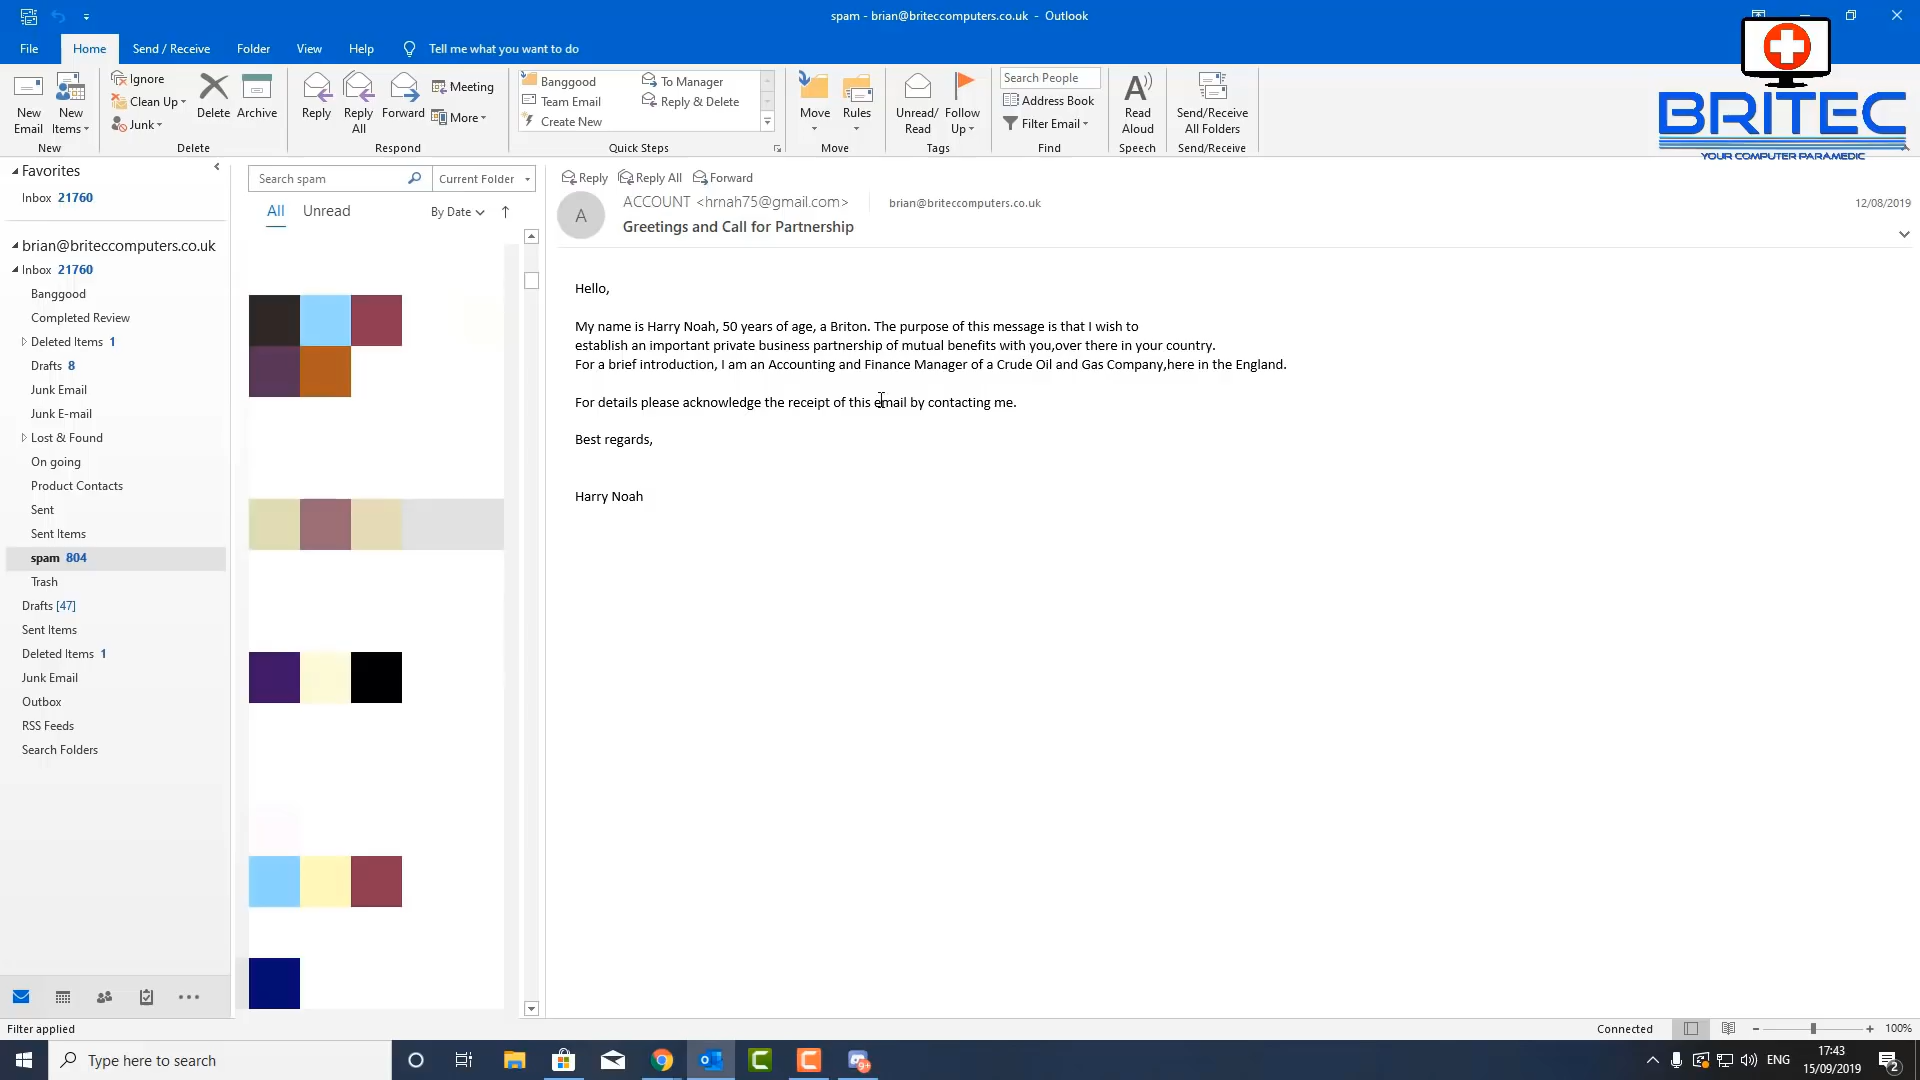 spam - brian@briteccomputers.co.uk - Outlook
File Home Send / Receive Folder View Help Tell me what you want to do
New Email
New Items
New
Ignore
Clean Up
Junk
Delete
Archive
Delete
Reply
Reply All
Forward
Meeting
More
Respond
Banggood
Team Email
Create New
To Manager
Reply & Delete
Quick Steps
Move
Rules
Move
Unread/ Read
Follow Up
Tags
Search People
Address Book
Filter Email
Find
Read Aloud
Speech
Send/Receive All Folders
Send/Receive
BRITEC
YOUR COMPUTER PARAMEDIC
Favorites
Inbox 21760
brian@briteccomputers.co.uk
Inbox 21760
Banggood
Completed Review
Deleted Items 1
Drafts 8
Junk Email
Junk E-mail
Lost & Found
On going
Product Contacts
Sent
Sent Items
spam 804
Trash
Drafts [47]
Sent Items
Deleted Items 1
Junk Email
Outbox
RSS Feeds
Search Folders
Search spam
Current Folder
All Unread By Date
Reply Reply All Forward
A
ACCOUNT <hrnah75@gmail.com> brian@briteccomputers.co.uk 12/08/2019
Greetings and Call for Partnership
Hello,
My name is Harry Noah, 50 years of age, a Briton. The purpose of this message is that I wish to
establish an important private business partnership of mutual benefits with you,over there in your country.
For a brief introduction, I am an Accounting and Finance Manager of a Crude Oil and Gas Company,here in the England.
For details please acknowledge the receipt of this email by contacting me.
Best regards,
Harry Noah
Filter applied
Connected
100%
Type here to search
9+
ENG
17:43
15/09/2019
2